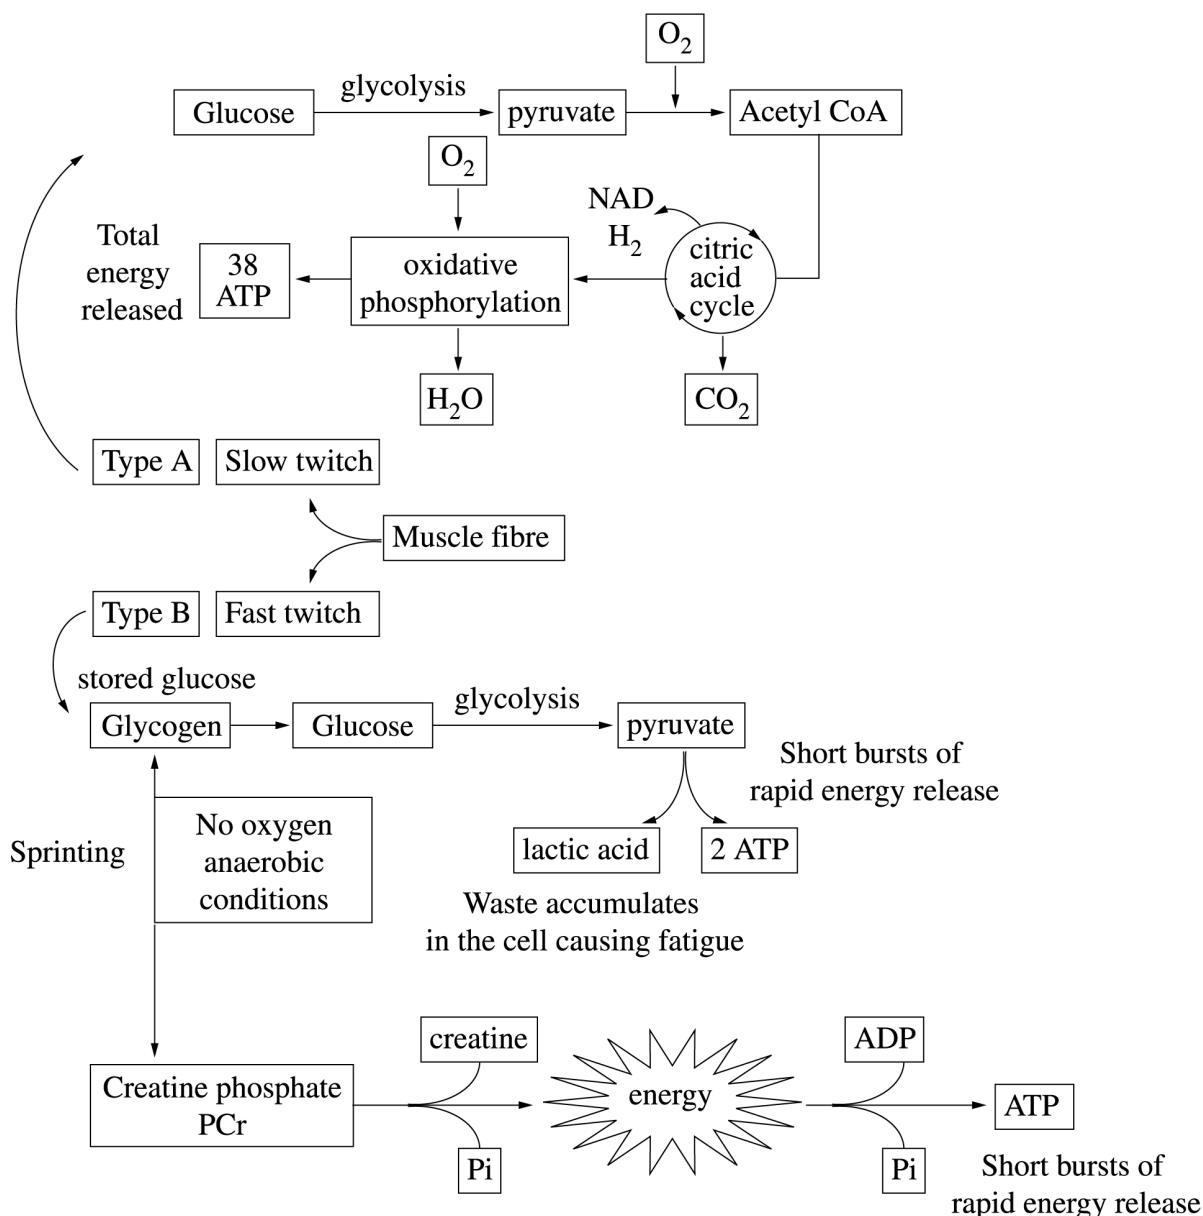 O2
glycolysis
Glucose
pyruvate
Acetyl CoA
O2
NAD
H2
citric
acid
cycle
Total
energy
released
38
ATP
oxidative
phosphorylation
H2O
CO2
Type A
Slow twitch
Muscle fibre
Type B
Fast twitch
stored glucose
Glycogen
Glucose
glycolysis
pyruvate
Short bursts of
rapid energy release
Sprinting
No oxygen
anaerobic
conditions
lactic acid
2 ATP
Waste accumulates
in the cell causing fatigue
Creatine phosphate
PCr
creatine
Pi
energy
ADP
Pi
ATP
Short bursts of
rapid energy release